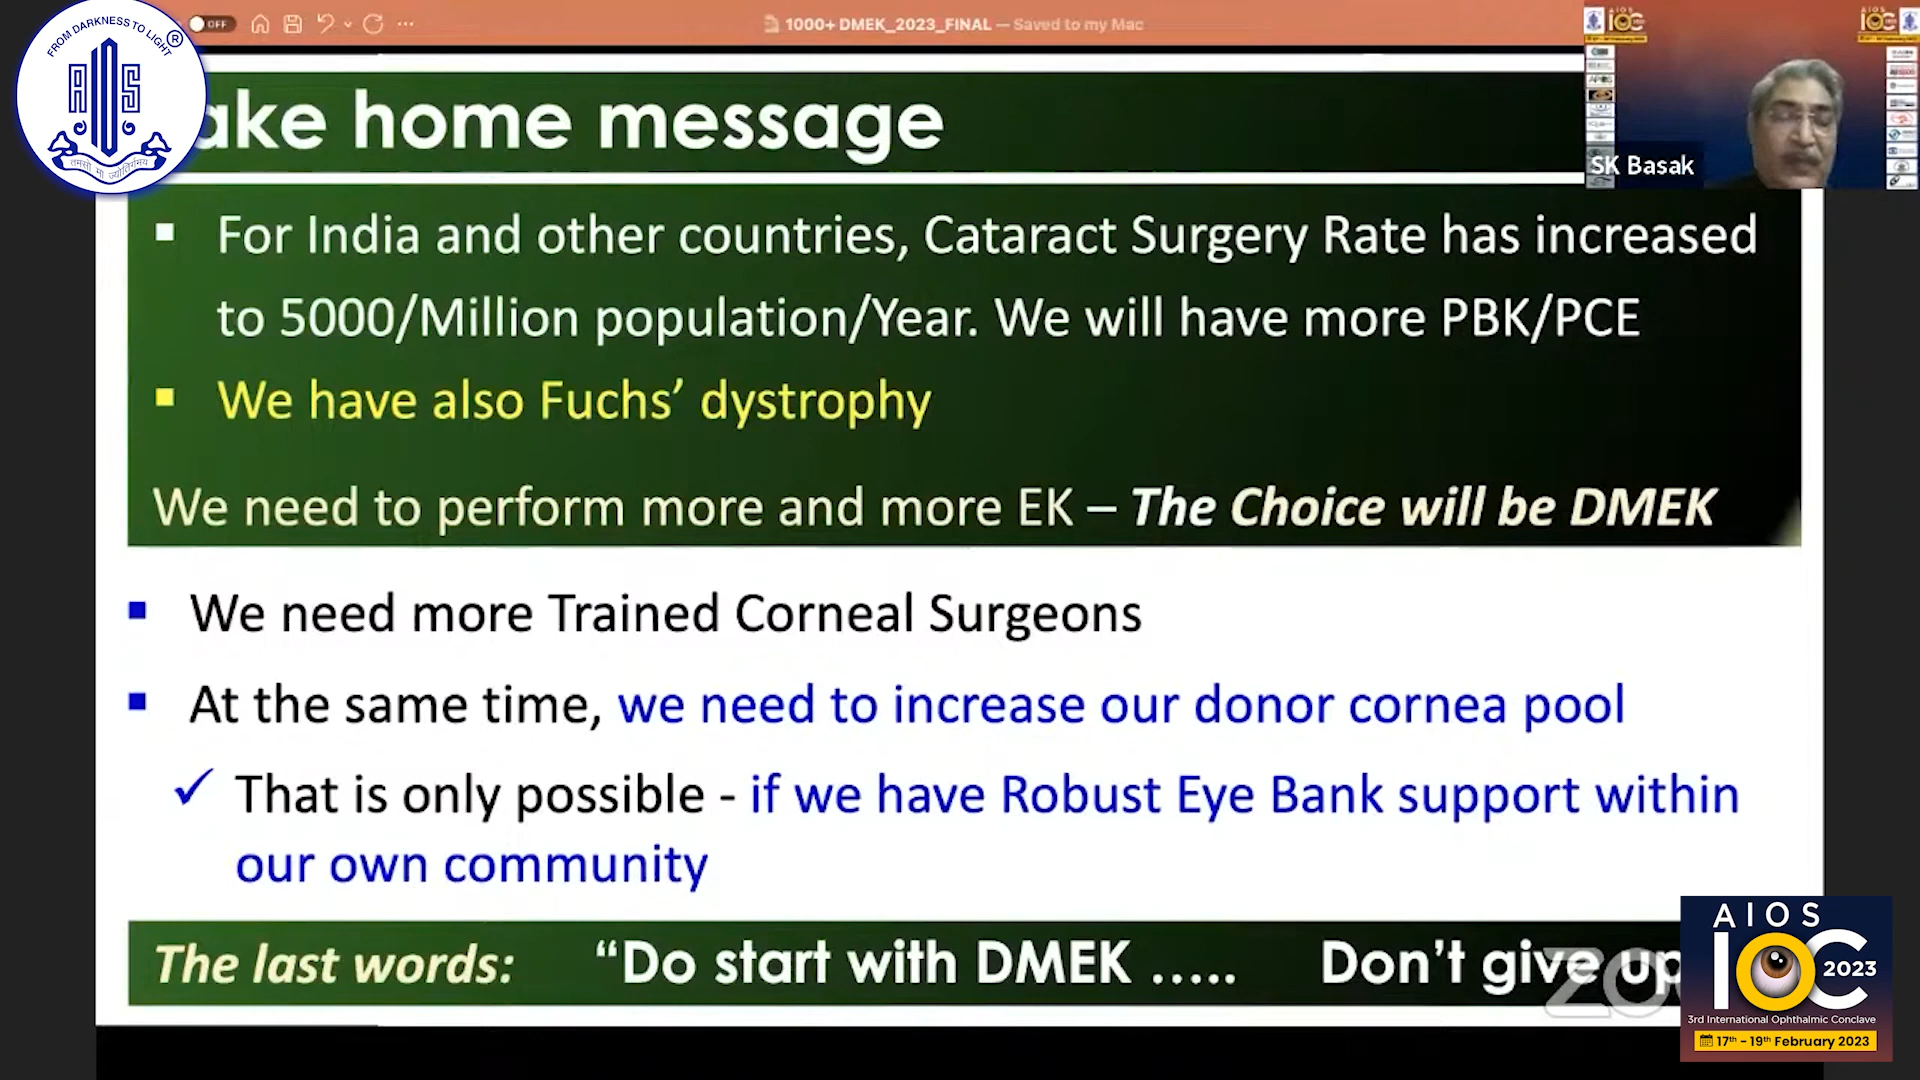 FROM DARKNESS TO LIGHT ®
AIOS
तमसो मा ज्योतिर्गमय
OFF
1000+ DMEK_2023_FINAL — Saved to my Mac
SK Basak
ake home message
▪ For India and other countries, Cataract Surgery Rate has increased
to 5000/Million population/Year. We will have more PBK/PCE
▪ We have also Fuchs’ dystrophy
We need to perform more and more EK – The Choice will be DMEK
▪ We need more Trained Corneal Surgeons
▪ At the same time, we need to increase our donor cornea pool
✓ That is only possible - if we have Robust Eye Bank support within
our own community
The last words: “Do start with DMEK ..... Don’t give up
AIOS
IOC 2023
3rd International Ophthalmic Conclave
17th - 19th February 2023